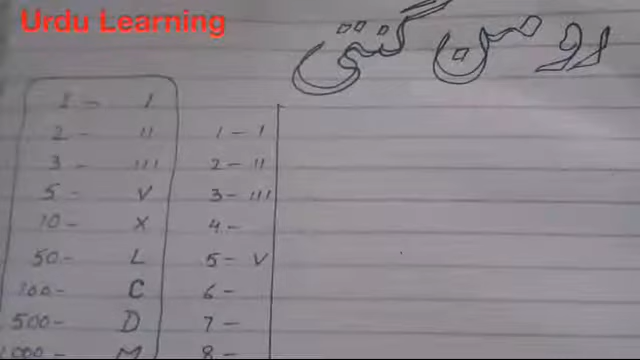 Urdu Learning
رومن گنتی
1 - I
2 - II
3 - III
5 - V
10 - X
50 - L
100 - C
500 - D
1000 - M
1 - I
2 - II
3 - III
4 -
5 - V
6 -
7 -
8 -